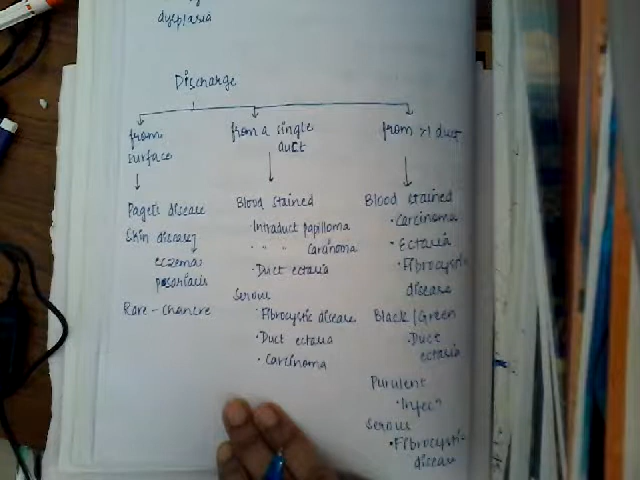 dysplasia
Discharge
from
surface
Paget's disease
Skin disease
eczema
psoriasis
Rare - chancre
from a single
duct
Blood stained
Intraduct papilloma
" " carcinoma
· Duct ectasia
Serous
· Fibrocystic disease
· Duct ectasia
· Carcinoma
from >1 duct
Blood stained
· Carcinoma
· Ectasia
· Fibrocystic
disease
Black / Green
· Duct
ectasia
Purulent
· Infecn
Serous
· Fibrocystic
disease